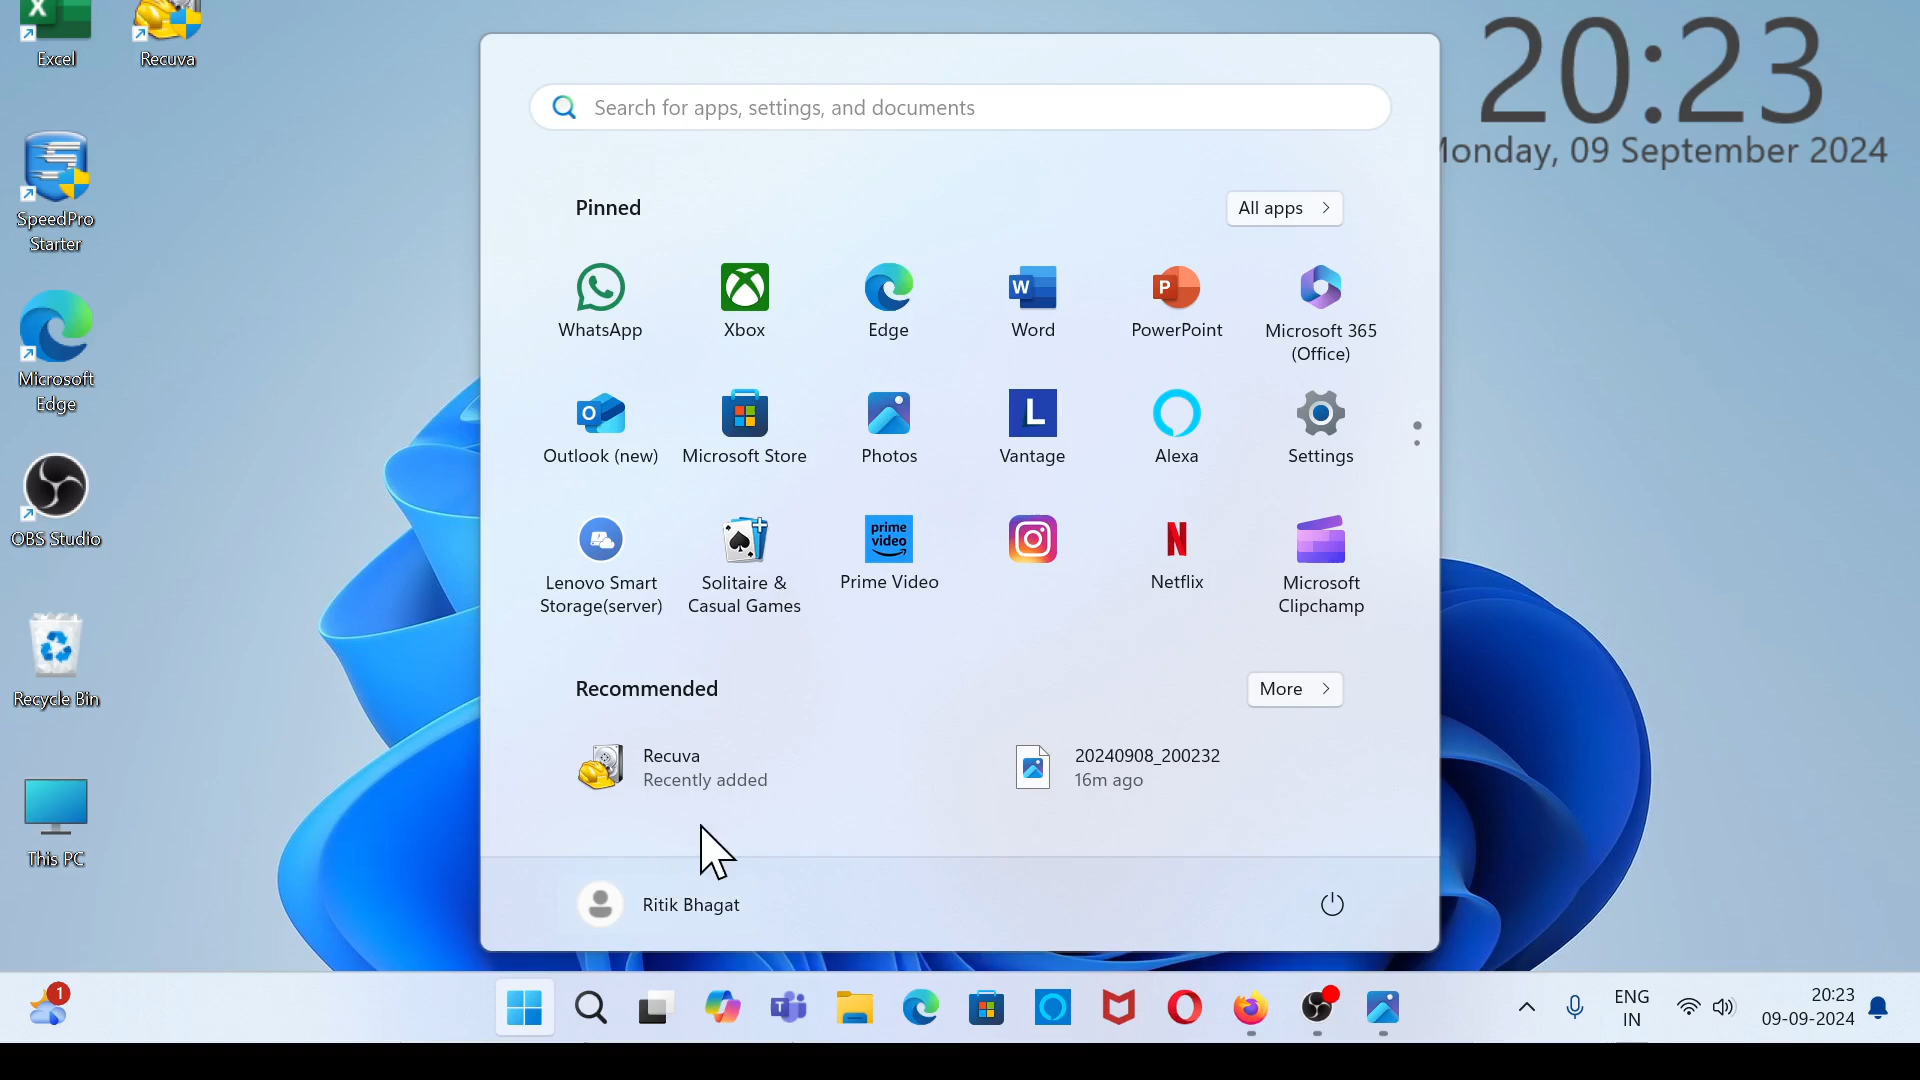 Excel
Recuva
20:23
Monday, 09 September 2024
Search for apps, settings, and documents
Pinned
All apps
SpeedPro
Starter
WhatsApp
Xbox
Edge
W
Word
P
PowerPoint
Microsoft 365
(Office)
Microsoft
Edge
O
Outlook (new)
Microsoft Store
Photos
L
Vantage
Alexa
Settings
OBS Studio
Lenovo Smart
Storage(server)
Solitaire &
Casual Games
prime
video
Prime Video
N
Netflix
Microsoft
Clipchamp
Recycle Bin
Recommended
More
Recuva
Recently added
20240908_200232
16m ago
This PC
Ritik Bhagat
1
T
ENG
IN
20:23
09-09-2024